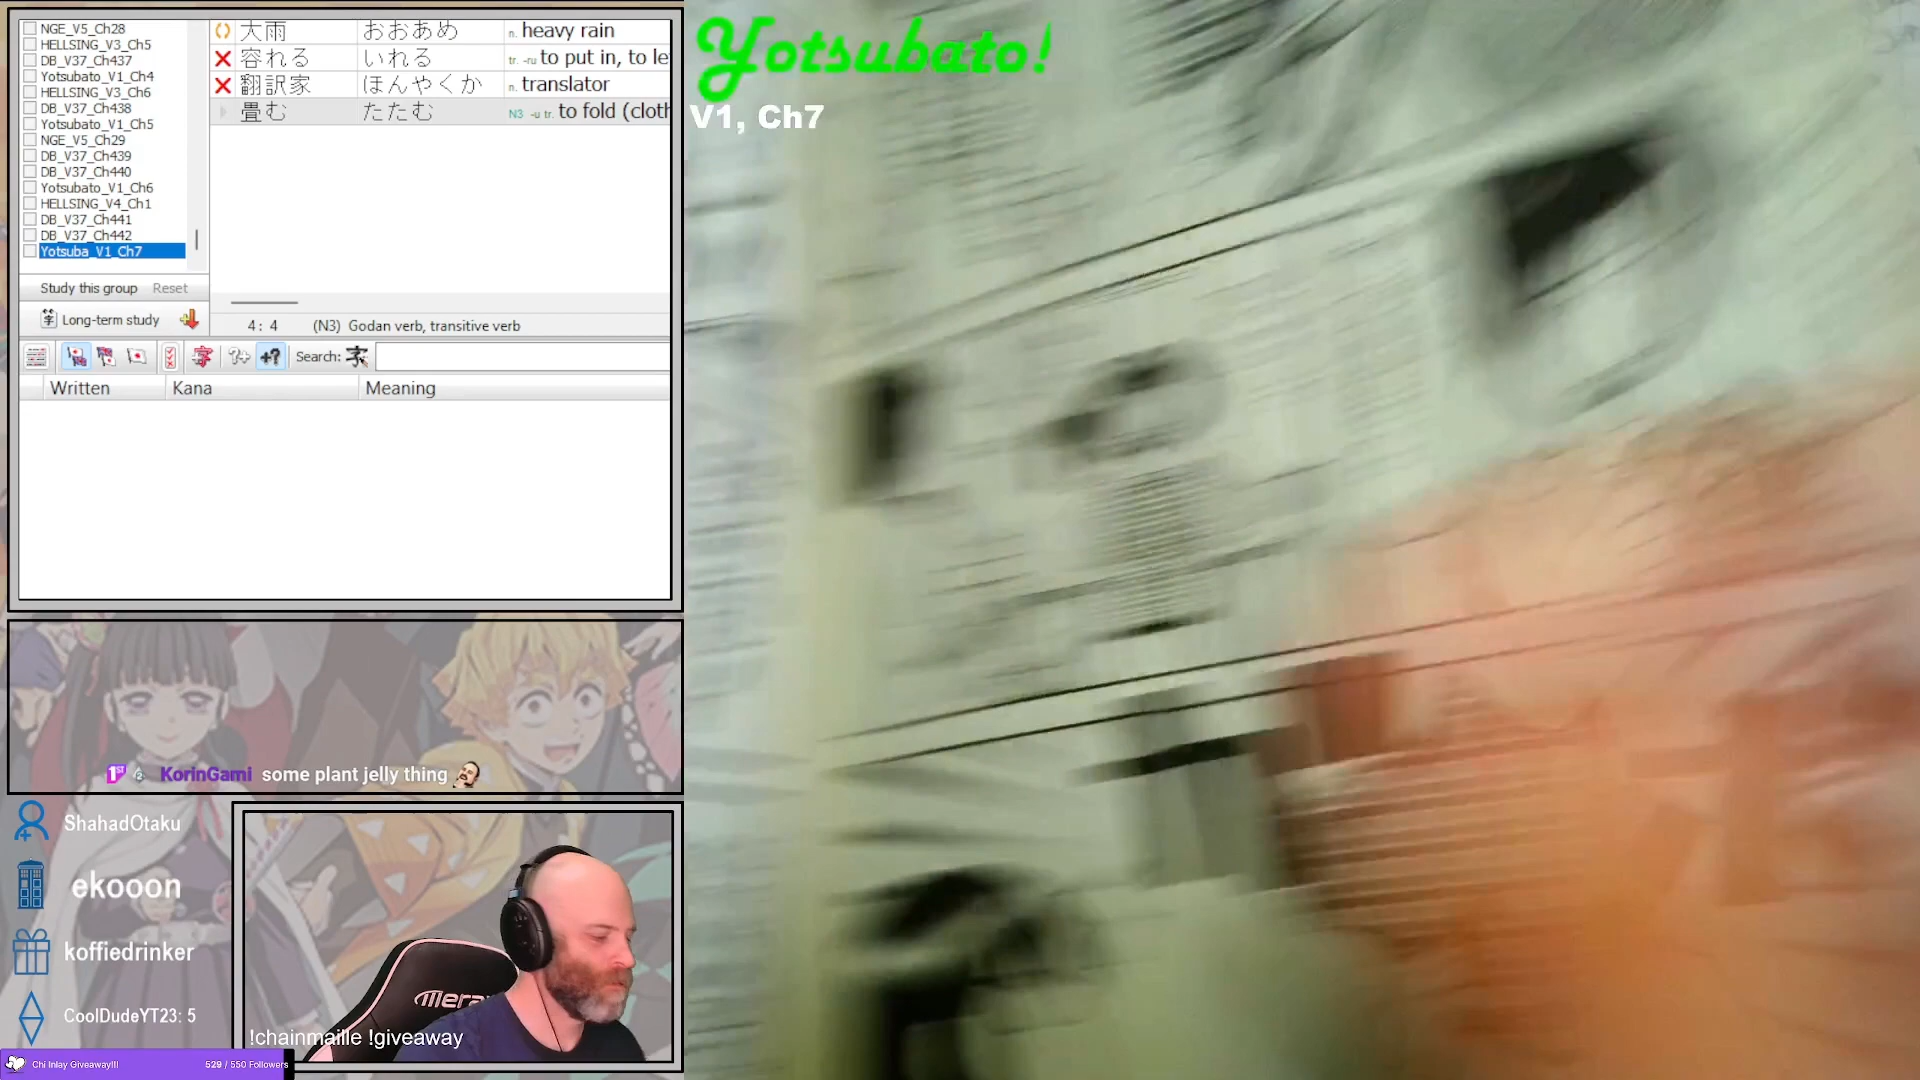 NGE_V5_Ch28
HELLSING_V3_Ch5
DB_V37_Ch437
Yotsubato_V1_Ch4
HELLSING_V3_Ch6
DB_V37_Ch438
Yotsubato_V1_Ch5
NGE_V5_Ch29
DB_V37_Ch439
DB_V37_Ch440
Yotsubato_V1_Ch6
HELLSING_V4_Ch1
DB_V37_Ch441
DB_V37_Ch442
Yotsuba_V1_Ch7
Study this group Reset
Long-term study
大雨 おおあめ n. heavy rain
容れる いれる tr. -ru to put in, to le
翻訳家 ほんやくか n. translator
畳む たたむ N3 -u tr. to fold (cloth
4: 4 (N3) Godan verb, transitive verb
Search:
Written Kana Meaning
Yotsubato!
V1, Ch7
KorinGami some plant jelly thing
ShahadOtaku
ekooon
koffiedrinker
CoolDudeYT23: 5
!chainmaille !giveaway
Chi Inlay Giveaway!!!
529 / 550 Followers